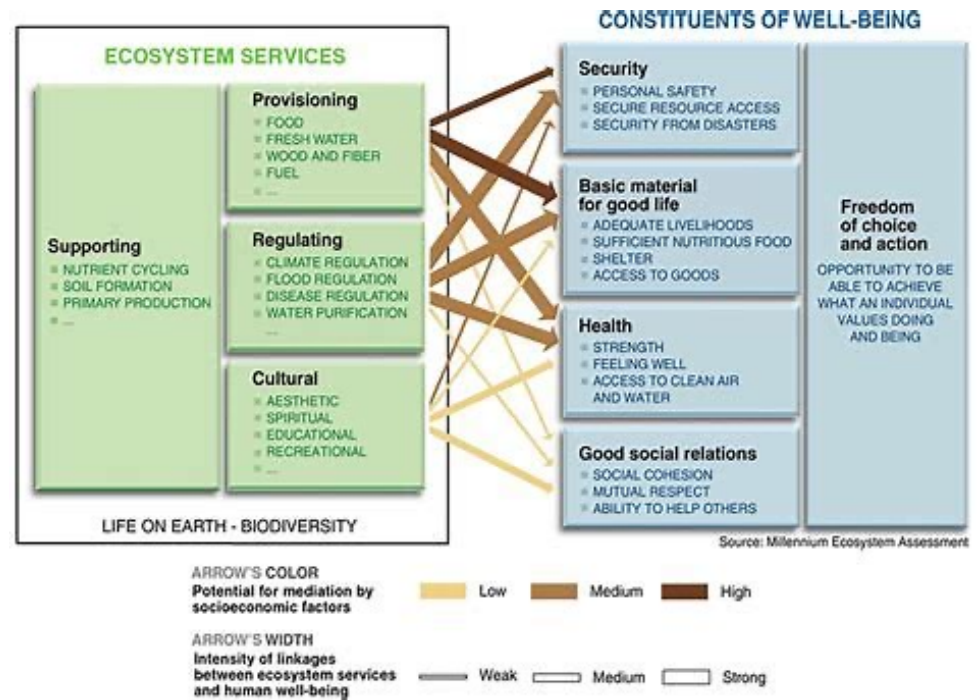 CONSTITUENTS OF WELL-BEING
ECOSYSTEM SERVICES
Supporting
NUTRIENT CYCLING
SOIL FORMATION
PRIMARY PRODUCTION
...
Provisioning
FOOD
FRESH WATER
WOOD AND FIBER
FUEL
...
Regulating
CLIMATE REGULATION
FLOOD REGULATION
DISEASE REGULATION
WATER PURIFICATION
...
Cultural
AESTHETIC
SPIRITUAL
EDUCATIONAL
RECREATIONAL
...
LIFE ON EARTH - BIODIVERSITY
Security
PERSONAL SAFETY
SECURE RESOURCE ACCESS
SECURITY FROM DISASTERS
Basic material
for good life
ADEQUATE LIVELIHOODS
SUFFICIENT NUTRITIOUS FOOD
SHELTER
ACCESS TO GOODS
Health
STRENGTH
FEELING WELL
ACCESS TO CLEAN AIR
AND WATER
Good social relations
SOCIAL COHESION
MUTUAL RESPECT
ABILITY TO HELP OTHERS
Freedom
of choice
and action
OPPORTUNITY TO BE
ABLE TO ACHIEVE
WHAT AN INDIVIDUAL
VALUES DOING
AND BEING
Source: Millennium Ecosystem Assessment
ARROW'S COLOR
Potential for mediation by
socioeconomic factors
Low
Medium
High
ARROW'S WIDTH
Intensity of linkages
between ecosystem services
and human well-being
Weak
Medium
Strong